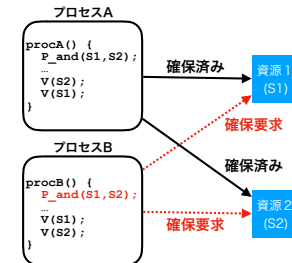 プロセスA
procA() {
P_and(S1,S2);
…
V(S2);
V(S1);
}
確保済み
資源1
(S1)
確保要求
プロセスB
procB() {
P_and(S1,S2);
…
V(S1);
V(S2);
}
確保済み
資源2
(S2)
確保要求